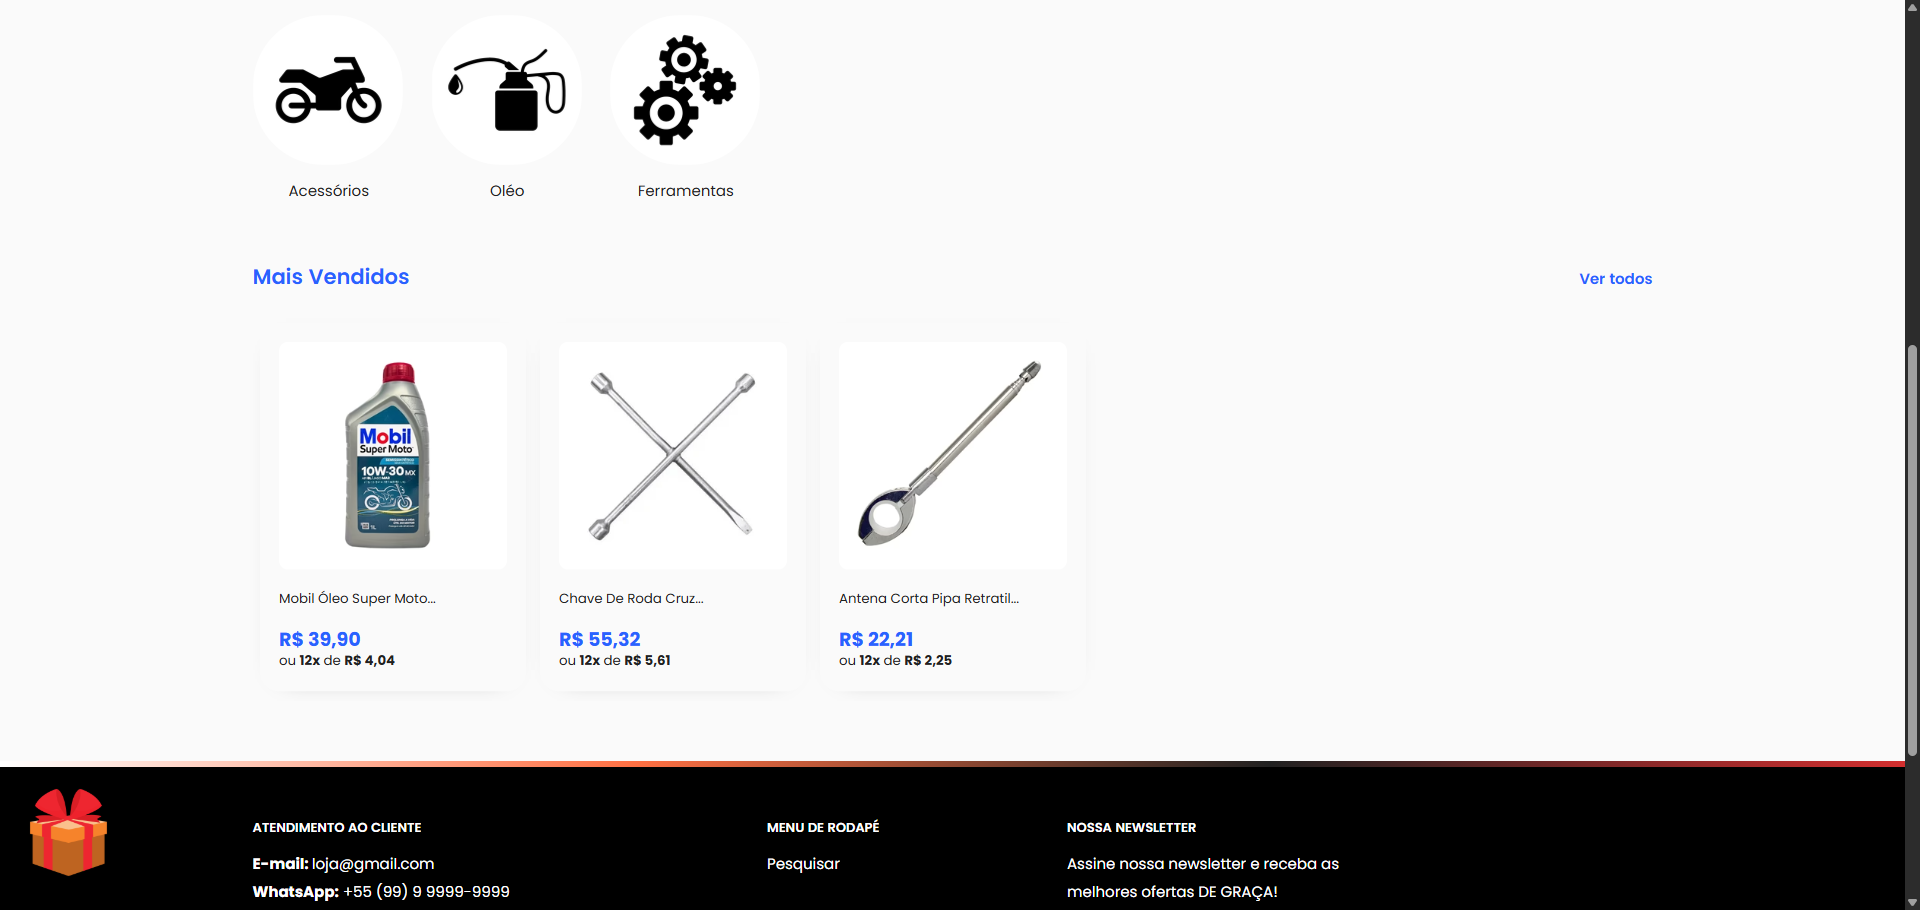 Acessórios
Oléo
Ferramentas
Mais Vendidos
Ver todos
Mobil
Super Moto
10W-30 MX
1L
Mobil Óleo Super Moto...
R$ 39,90
ou 12x de R$ 4,04
Chave De Roda Cruz...
R$ 55,32
ou 12x de R$ 5,61
Antena Corta Pipa Retratil...
R$ 22,21
ou 12x de R$ 2,25
ATENDIMENTO AO CLIENTE
E-mail: loja@gmail.com
WhatsApp: +55 (99) 9 9999-9999
MENU DE RODAPÉ
Pesquisar
NOSSA NEWSLETTER
Assine nossa newsletter e receba as
melhores ofertas DE GRAÇA!